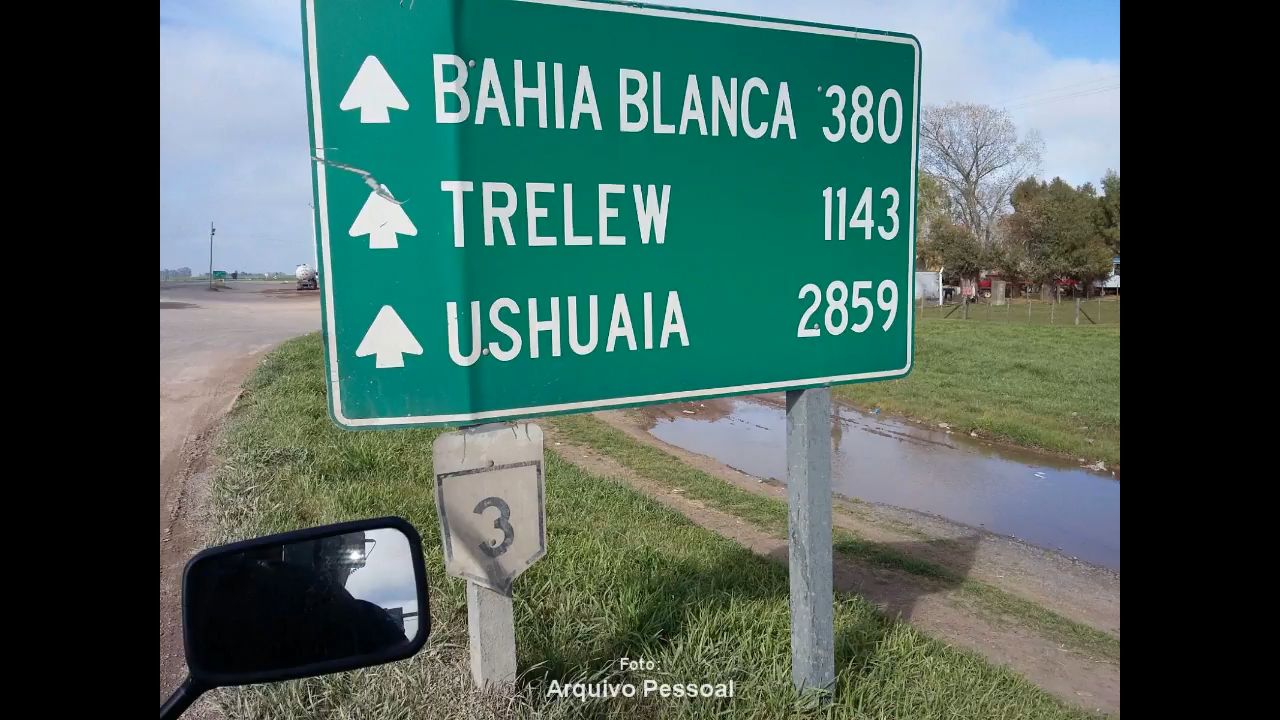 BAHIA BLANCA 380
TRELEW 1143
USHUAIA 2859
3
Foto:
Arquivo Pessoal